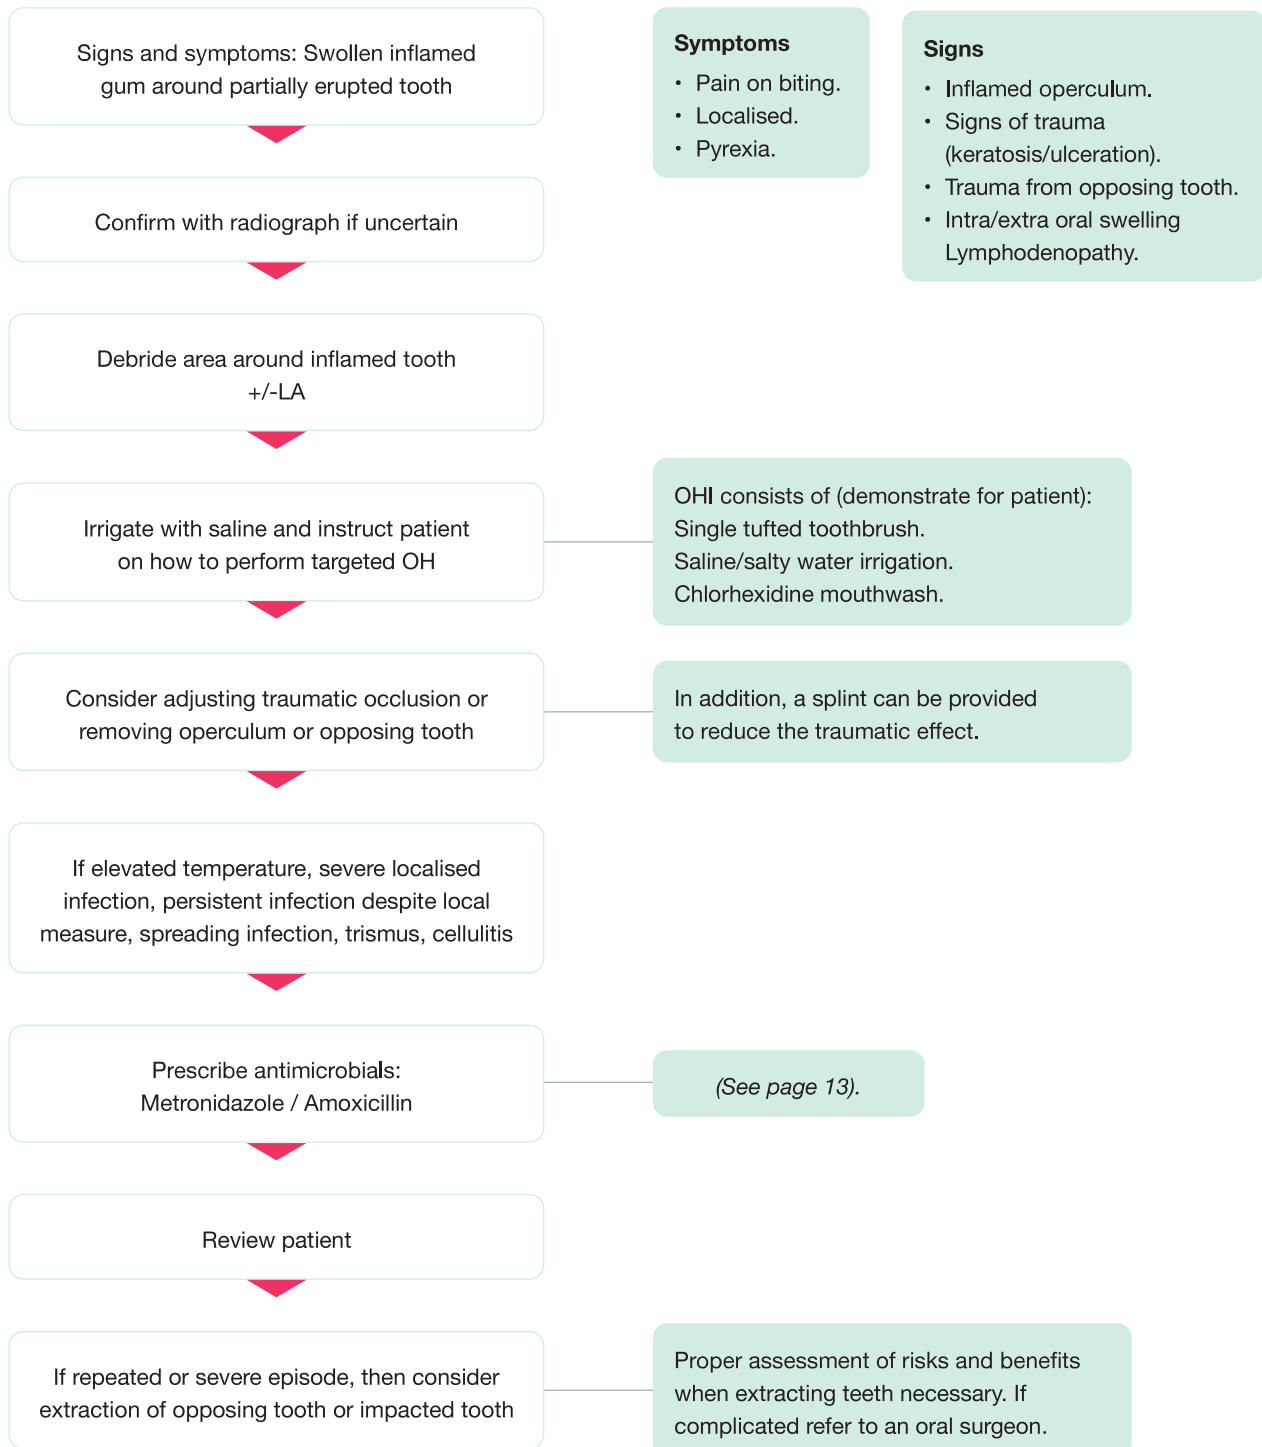 Signs and symptoms: Swollen inflamed
gum around partially erupted tooth
Symptoms
• Pain on biting.
• Localised.
• Pyrexia.
Signs
• Inflamed operculum.
• Signs of trauma
(keratosis/ulceration).
• Trauma from opposing tooth.
• Intra/extra oral swelling
Lymphodenopathy.
Confirm with radiograph if uncertain
Debride area around inflamed tooth
+/-LA
Irrigate with saline and instruct patient
on how to perform targeted OH
OHI consists of (demonstrate for patient):
Single tufted toothbrush.
Saline/salty water irrigation.
Chlorhexidine mouthwash.
Consider adjusting traumatic occlusion or
removing operculum or opposing tooth
In addition, a splint can be provided
to reduce the traumatic effect.
If elevated temperature, severe localised
infection, persistent infection despite local
measure, spreading infection, trismus, cellulitis
Prescribe antimicrobials:
Metronidazole / Amoxicillin
(See page 13).
Review patient
If repeated or severe episode, then consider
extraction of opposing tooth or impacted tooth
Proper assessment of risks and benefits
when extracting teeth necessary. If
complicated refer to an oral surgeon.